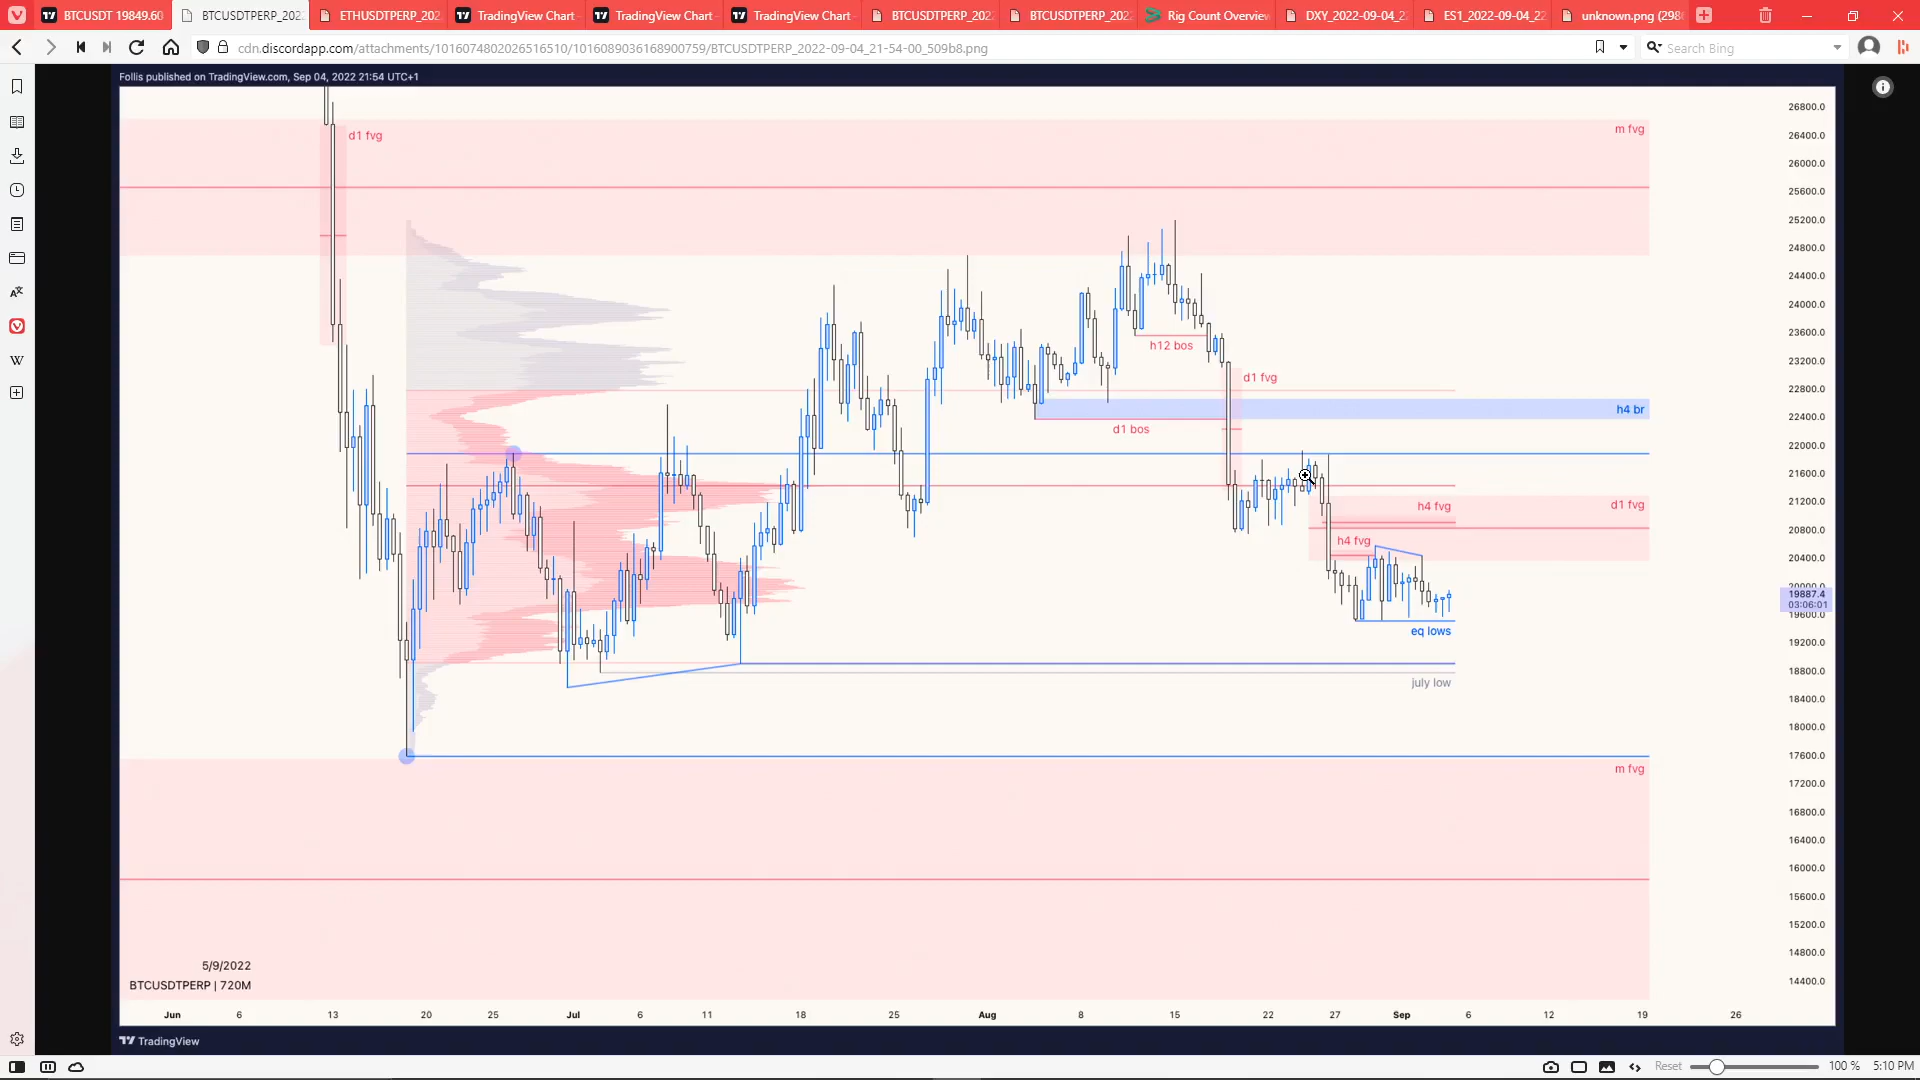 BTCUSDT 19849.60
BTCUSDTPERP_202
ETHUSDTPERP_202
TradingView Chart
TradingView Chart
TradingView Chart
BTCUSDTPERP_202
BTCUSDTPERP_202
Rig Count Overview
DXY_2022-09-04_2
ES1_2022-09-04_22
unknown.png (298
cdn.discordapp.com/attachments/1016074802026516510/1016089036168900759/BTCUSDTPERP_2022-09-04_21-54-00_509b8.png
Search Bing
Follis published on TradingView.com, Sep 04, 2022 21:54 UTC+1
26800.0
d1 fvg
m fvg
26400.0
26000.0
25600.0
25200.0
24800.0
24400.0
24000.0
23600.0
h12 bos
23200.0
d1 fvg
22800.0
h4 br
22400.0
d1 bos
22000.0
21600.0
21200.0
h4 fvg
d1 fvg
20800.0
h4 fvg
20400.0
20000.0
19887.4
03:06:01
19600.0
eq lows
19200.0
18800.0
july low
18400.0
18000.0
17600.0
m fvg
17200.0
16800.0
16400.0
16000.0
15600.0
15200.0
14800.0
5/9/2022
14400.0
BTCUSDTPERP | 720M
Jun 6 13 20 25 Jul 6 11 18 25 Aug 8 15 22 27 Sep 6 12 19 26
TradingView
Reset
100 %
5:10 PM